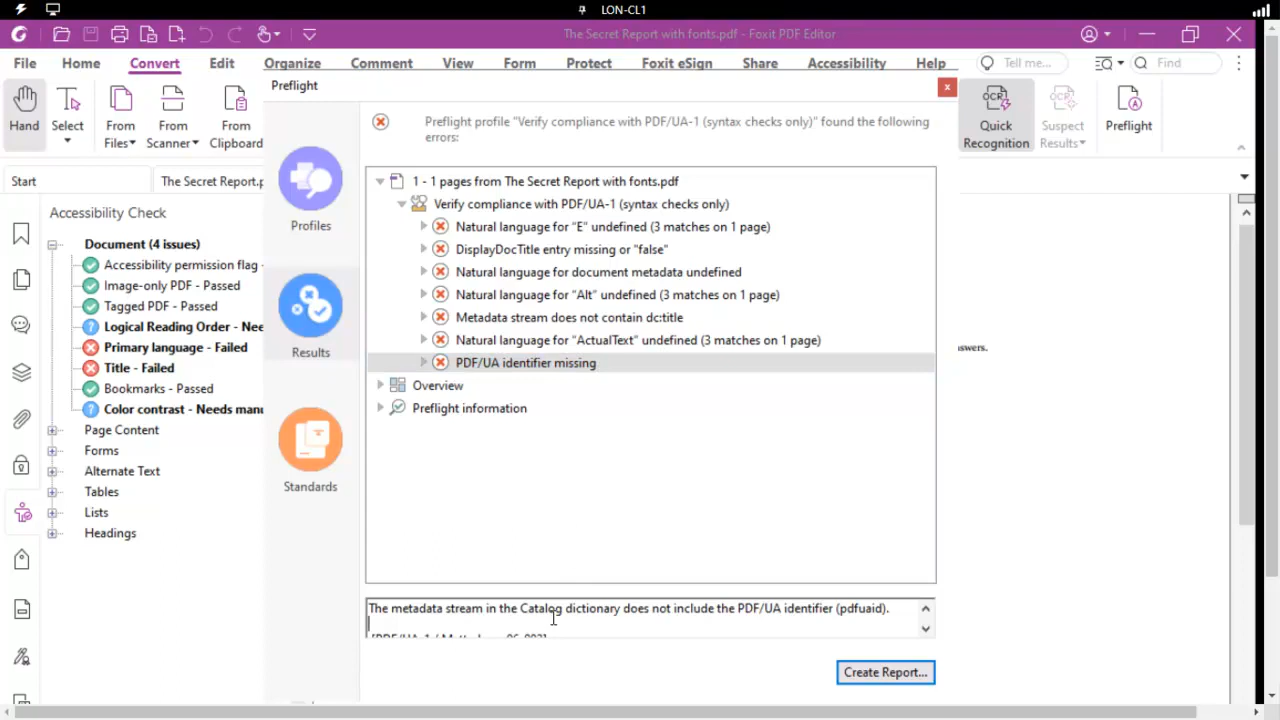 LON-CL1
The Secret Report with fonts.pdf - Foxit PDF Editor
File Home Convert Edit Organize Comment View Form Protect Foxit eSign Share Accessibility Help Tell me... Find
Hand Select From Files From Scanner From Clipboard
Preflight
OCR Quick Recognition Suspect Results Preflight
Preflight profile "Verify compliance with PDF/UA-1 (syntax checks only)" found the following
errors:
Start The Secret Report.p
Accessibility Check
Document (4 issues)
Accessibility permission flag -
Image-only PDF - Passed
Tagged PDF - Passed
Logical Reading Order - Nee
Primary language - Failed
Title - Failed
Bookmarks - Passed
Color contrast - Needs manu
Page Content
Forms
Alternate Text
Tables
Lists
Headings
Profiles
Results
Standards
1 - 1 pages from The Secret Report with fonts.pdf
Verify compliance with PDF/UA-1 (syntax checks only)
Natural language for "E" undefined (3 matches on 1 page)
DisplayDocTitle entry missing or "false"
Natural language for document metadata undefined
Natural language for "Alt" undefined (3 matches on 1 page)
Metadata stream does not contain dc:title
Natural language for "ActualText" undefined (3 matches on 1 page)
PDF/UA identifier missing
Overview
Preflight information
swers.
The metadata stream in the Catalog dictionary does not include the PDF/UA identifier (pdfuaid).
Create Report...